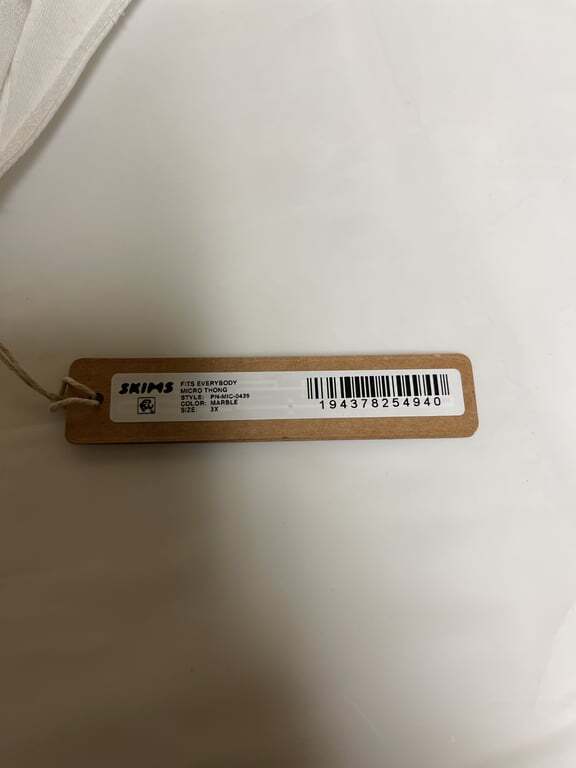 SKIMS
FITS EVERYBODY
MICRO THONG
STYLE: PN-MIC-0439
COLOR: MARBLE
SIZE: 3X
194378254940